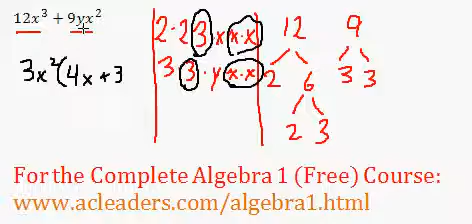 12x³ + 9yx²
3x²(4x + 3
2·2 3·x x·x
3 3·y x·x
12
2 6
2 3
9
3 3
For the Complete Algebra 1 (Free) Course:
www.acleaders.com/algebra1.html